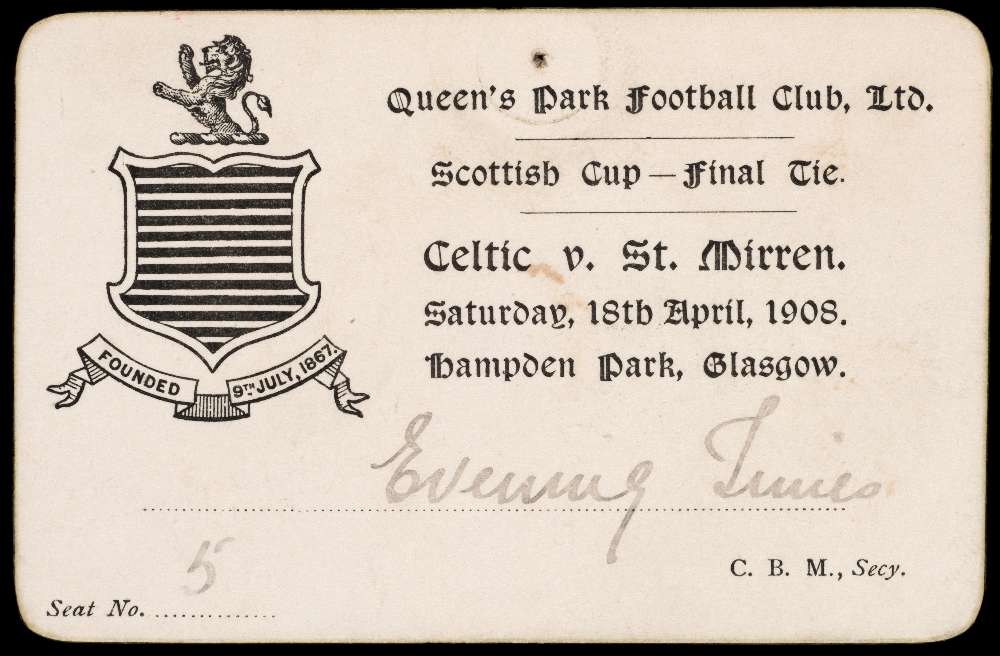 Queen's Park Football Club, Ltd.
Scottish Cup — Final Tie.
Celtic v. St. Mirren.
Saturday, 18th April, 1908.
Hampden Park, Glasgow.
FOUNDED 9TH JULY, 1867.
Evening Times
5
C. B. M., Secy.
Seat No.